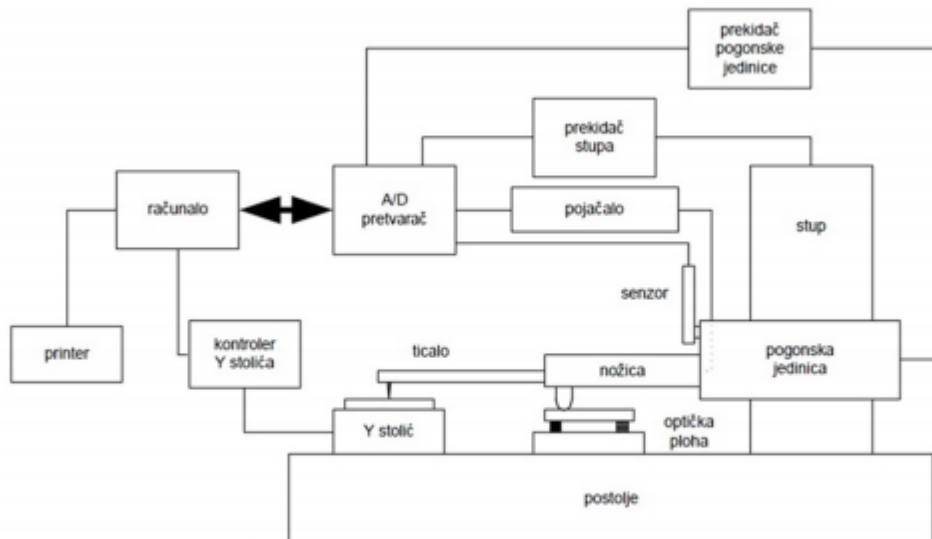 prekidač
pogonske
jedinice
prekidač
stupa
računalo
A/D
pretvarač
pojačalo
stup
senzor
printer
kontroler
Y stolića
ticalo
nožica
pogonska
jedinica
Y stolić
optička
ploha
postolje